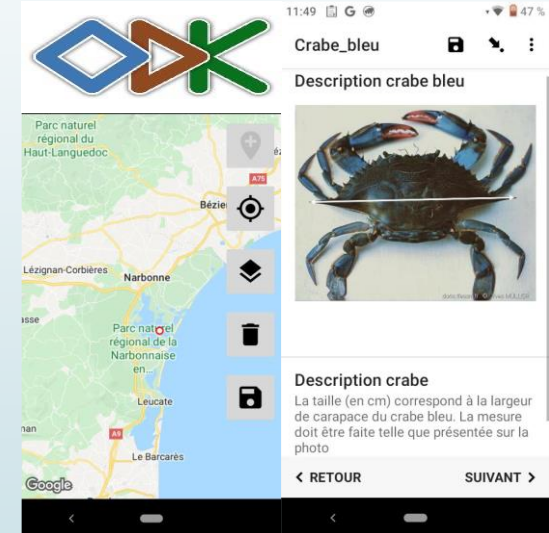 ODK
Parc naturel
régional du
Haut-Languedoc
A75
Bézie
Lézignan-Corbières
Narbonne
Parc naturel
régional de la
Narbonnaise
en...
Leucate
A9
Le Barcarès
Google
11:49
G
47 %
Crabe_bleu
Description crabe bleu
Description crabe
La taille (en cm) correspond à la largeur
de carapace du crabe bleu. La mesure
doit être faite telle que présentée sur la
photo
< RETOUR
SUIVANT >